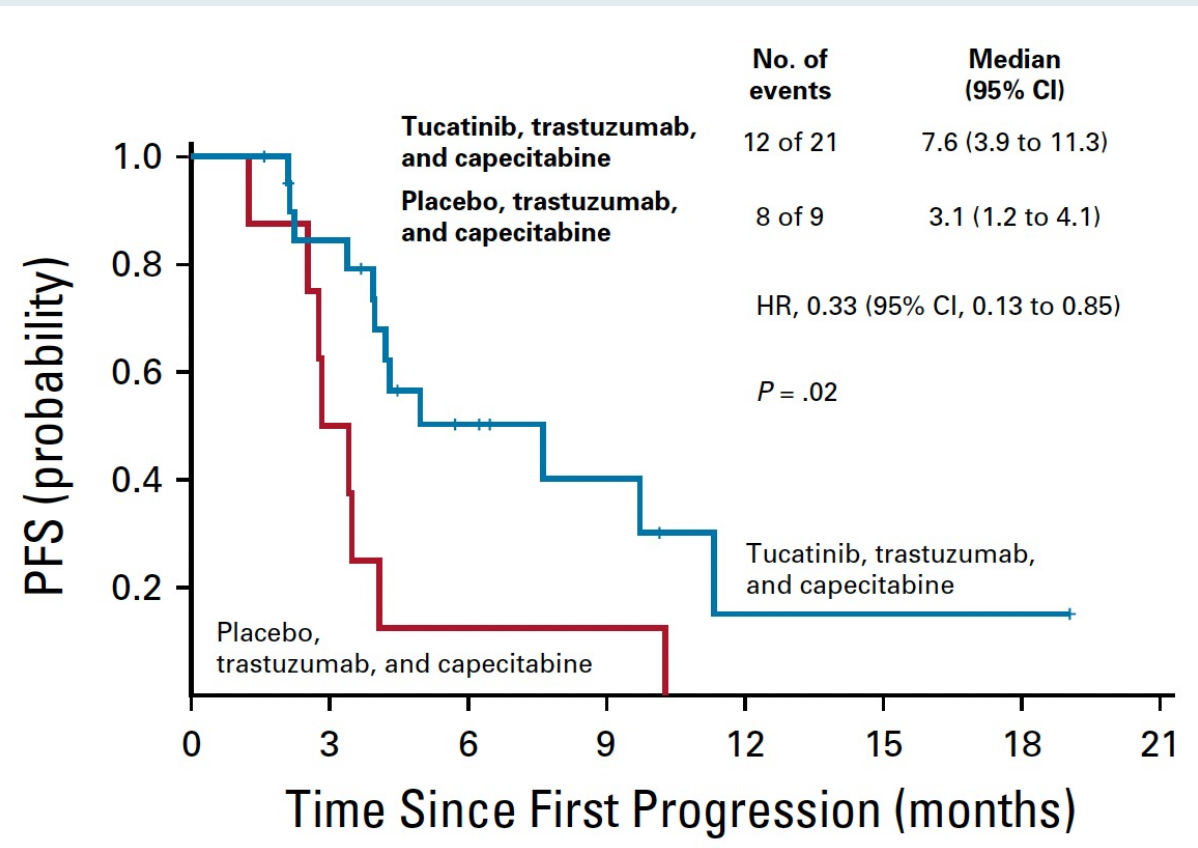 No. of events
Median (95% CI)
Tucatinib, trastuzumab,
and capecitabine
12 of 21
7.6 (3.9 to 11.3)
Placebo, trastuzumab,
and capecitabine
8 of 9
3.1 (1.2 to 4.1)
HR, 0.33 (95% CI, 0.13 to 0.85)
P = .02
PFS (probability)
1.0
0.8
0.6
0.4
0.2
Tucatinib, trastuzumab,
and capecitabine
Placebo,
trastuzumab, and capecitabine
0 3 6 9 12 15 18 21
Time Since First Progression (months)